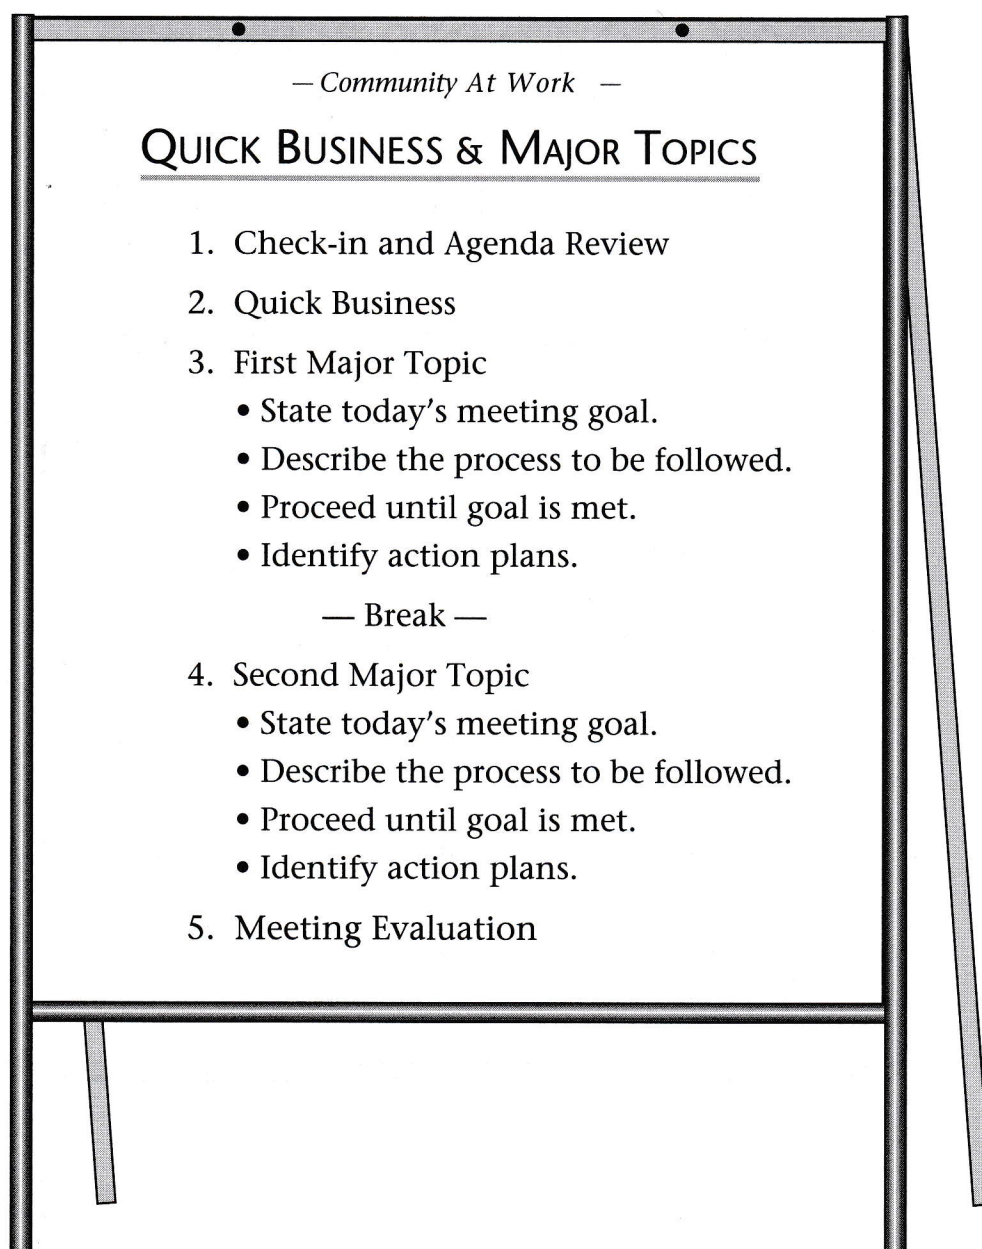 — Community At Work —
QUICK BUSINESS & MAJOR TOPICS
1. Check-in and Agenda Review
2. Quick Business
3. First Major Topic
• State today's meeting goal.
• Describe the process to be followed.
• Proceed until goal is met.
• Identify action plans.
— Break —
4. Second Major Topic
• State today's meeting goal.
• Describe the process to be followed.
• Proceed until goal is met.
• Identify action plans.
5. Meeting Evaluation